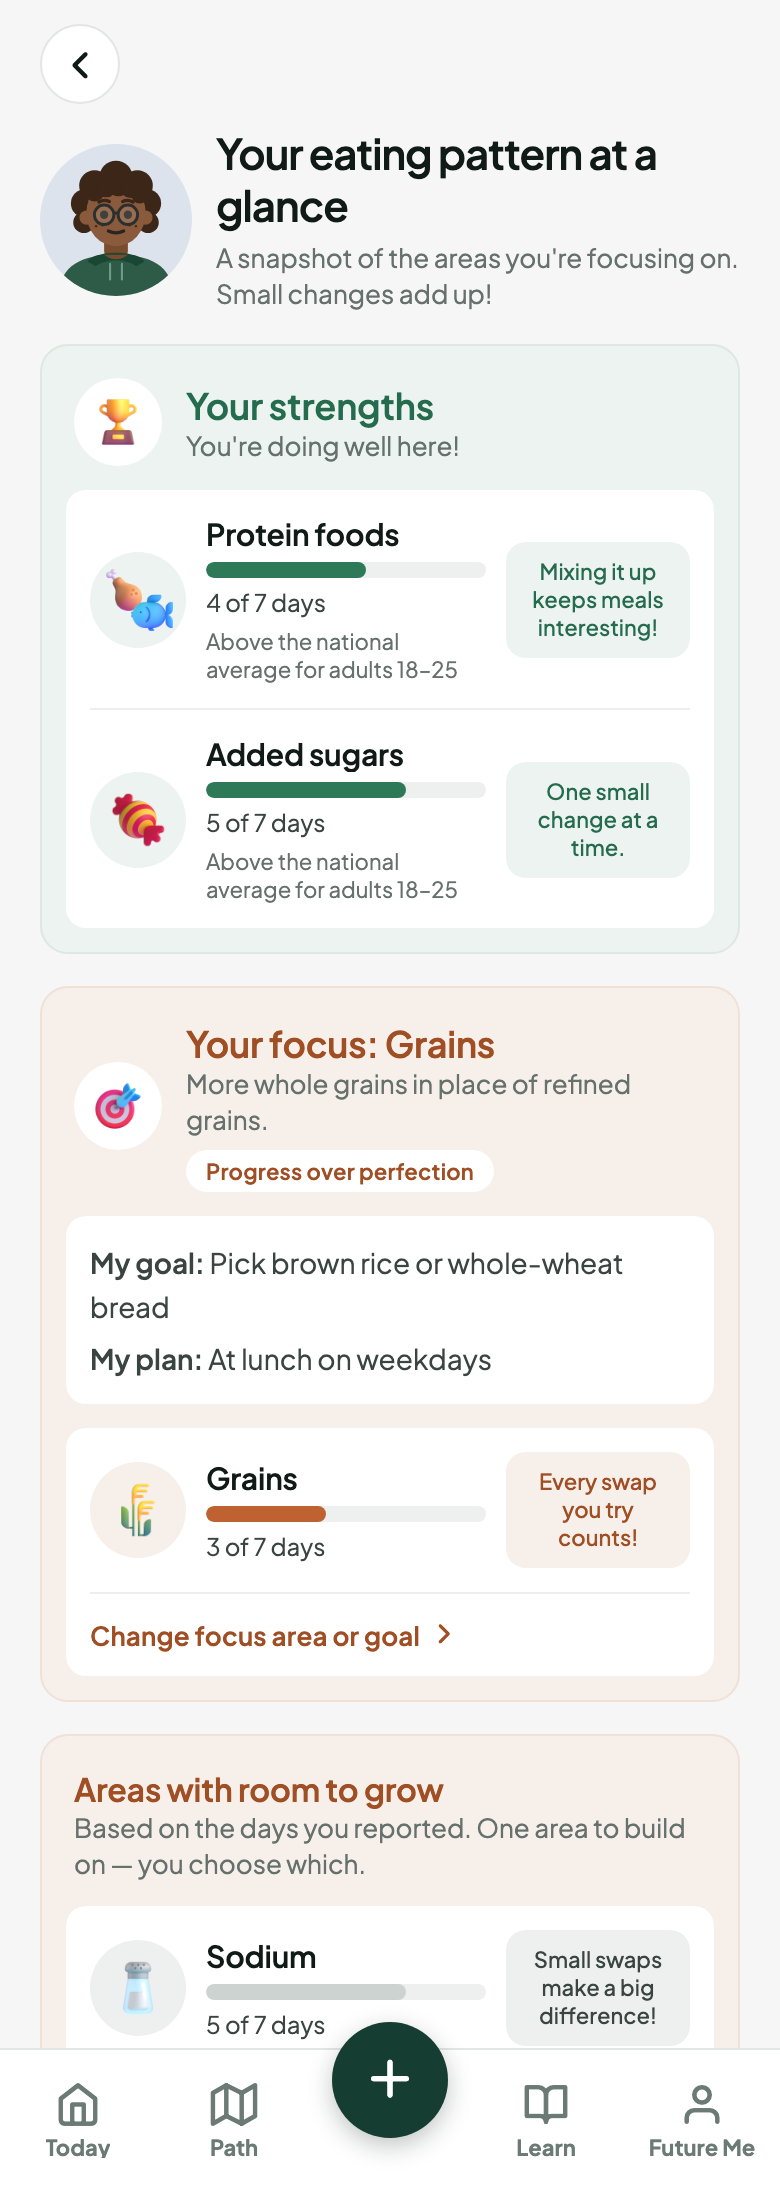 Your eating pattern at a
glance
A snapshot of the areas you're focusing on.
Small changes add up!
Your strengths
You're doing well here!
Protein foods
4 of 7 days
Above the national
average for adults 18–25
Mixing it up
keeps meals
interesting!
Added sugars
5 of 7 days
Above the national
average for adults 18–25
One small
change at a
time.
Your focus: Grains
More whole grains in place of refined
grains.
Progress over perfection
My goal: Pick brown rice or whole-wheat
bread
My plan: At lunch on weekdays
Grains
3 of 7 days
Every swap
you try
counts!
Change focus area or goal
Areas with room to grow
Based on the days you reported. One area to build
on — you choose which.
Sodium
5 of 7 days
Small swaps
make a big
difference!
Today
Path
Learn
Future Me